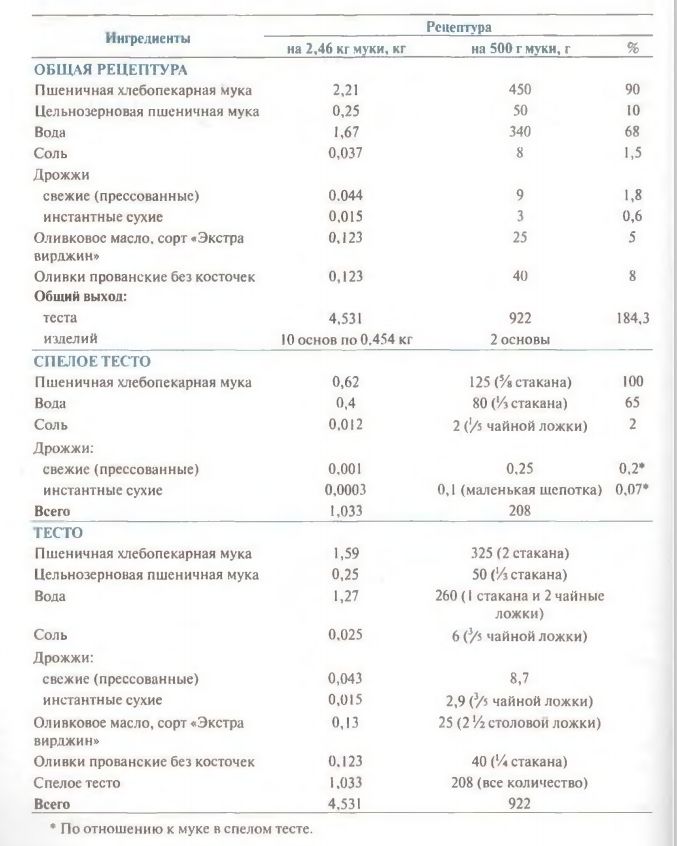 Ингредиенты Рецептура
на 2,46 кг муки, кг на 500 г муки, г %
ОБЩАЯ РЕЦЕПТУРА
Пшеничная хлебопекарная мука 2,21 450 90
Цельнозерновая пшеничная мука 0,25 50 10
Вода 1,67 340 68
Соль 0,037 8 1,5
Дрожжи
свежие (прессованные) 0.044 9 1,8
инстантные сухие 0,015 3 0,6
Оливковое масло, сорт «Экстра 0,123 25 5
вирджин»
Оливки прованские без косточек 0,123 40 8
Общий выход:
теста 4,531 922 184,3
изделий 10 основ по 0.454 кг 2 основы
СПЕЛОЕ ТЕСТО
Пшеничная хлебопекарная мука 0,62 125 (⅝ стакана) 100
Вода 0,4 80 (⅓ стакана) 65
Соль 0,012 2 (⅕ чайной ложки) 2
Дрожжи:
свежие (прессованные) 0,001 0,25 0,2*
инстантные сухие 0,0003 0,1 (маленькая щепотка) 0,07*
Всего 1,033 208
ТЕСТО
Пшеничная хлебопекарная мука 1,59 325 (2 стакана)
Цельнозерновая пшеничная мука 0,25 50 (⅓ стакана)
Вода 1,27 260 (1 стакана и 2 чайные
ложки)
Соль 0,025 6 (⅗ чайной ложки)
Дрожжи:
свежие (прессованные) 0,043 8,7
инстантные сухие 0,015 2,9 (⅗ чайной ложки)
Оливковое масло, сорт «Экстра 0,13 25 (2 ½ столовой ложки)
вирджин»
Оливки прованские без косточек 0.123 40 (¼ стакана)
Спелое тесто 1,033 208 (все количество)
Всего 4,531 922
* По отношению к муке в спелом тесте.